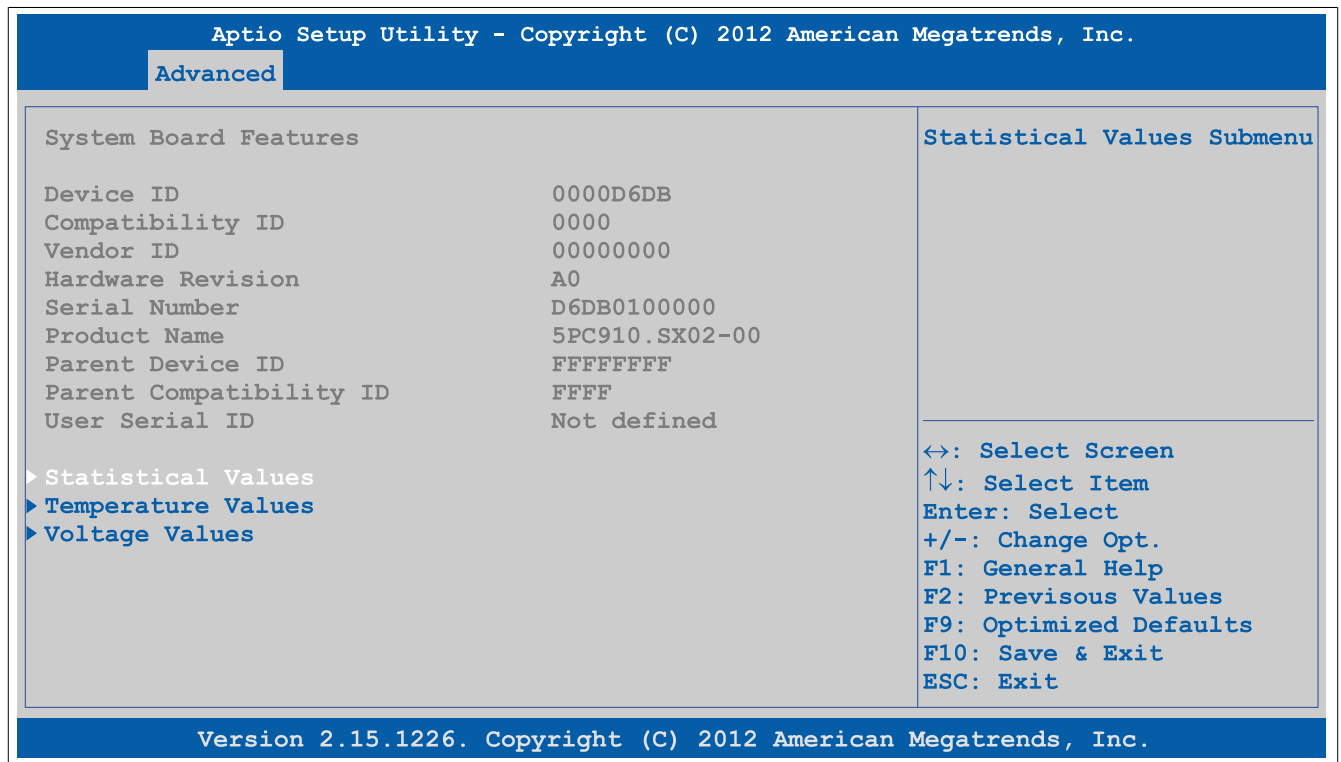 Aptio Setup Utility - Copyright (C) 2012 American Megatrends, Inc.
Advanced
System Board Features
Device ID 0000D6DB
Compatibility ID 0000
Vendor ID 00000000
Hardware Revision A0
Serial Number D6DB0100000
Product Name 5PC910.SX02-00
Parent Device ID FFFFFFFF
Parent Compatibility ID FFFF
User Serial ID Not defined
Statistical Values
Temperature Values
Voltage Values
Statistical Values Submenu
↔: Select Screen
↑↓: Select Item
Enter: Select
+/-: Change Opt.
F1: General Help
F2: Previsous Values
F9: Optimized Defaults
F10: Save & Exit
ESC: Exit
Version 2.15.1226. Copyright (C) 2012 American Megatrends, Inc.